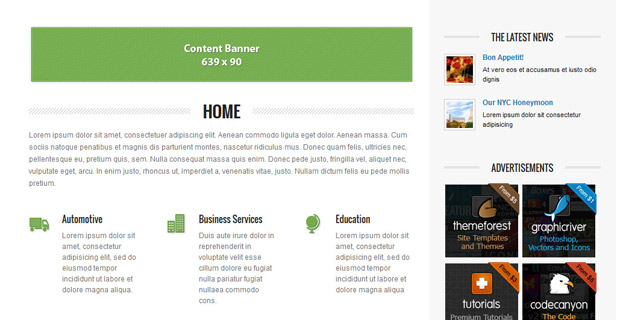 Content Banner
639 x 90
HOME
Lorem ipsum dolor sit amet, consectetuer adipiscing elit. Aenean commodo ligula eget dolor. Aenean massa. Cum
sociis natoque penatibus et magnis dis parturient montes, nascetur ridiculus mus. Donec quam felis, ultricies nec,
pellentesque eu, pretium quis, sem. Nulla consequat massa quis enim. Donec pede justo, fringilla vel, aliquet nec,
vulputate eget, arcu. In enim justo, rhoncus ut, imperdiet a, venenatis vitae, justo. Nullam dictum felis eu pede mollis
pretium.
Automotive
Lorem ipsum dolor sit
amet, consectetur
adipisicing elit, sed do
eiusmod tempor
incididunt ut labore et
dolore magna aliqua.
Business Services
Duis aute irure dolor in
reprehenderit in
voluptate velit esse
cillum dolore eu fugiat
nulla pariatur fugiat
nullaea commodo
cons.
Education
Lorem ipsum dolor sit
amet, consectetur
adipisicing elit, sed do
eiusmod tempor
incididunt ut labore et
dolore magna aliqua.
THE LATEST NEWS
Bon Appetit!
At vero eos et accusamus et iusto odio
dignis
Our NYC Honeymoon
Lorem ipsum dolor sit consectetur
adipisicing
ADVERTISEMENTS
From $5
themeforest
Site Templates
and Themes
From $1
graphicriver
Photoshop,
Vectors and Icons
tutorials
Premium Tutorials
codecanyon
The Code